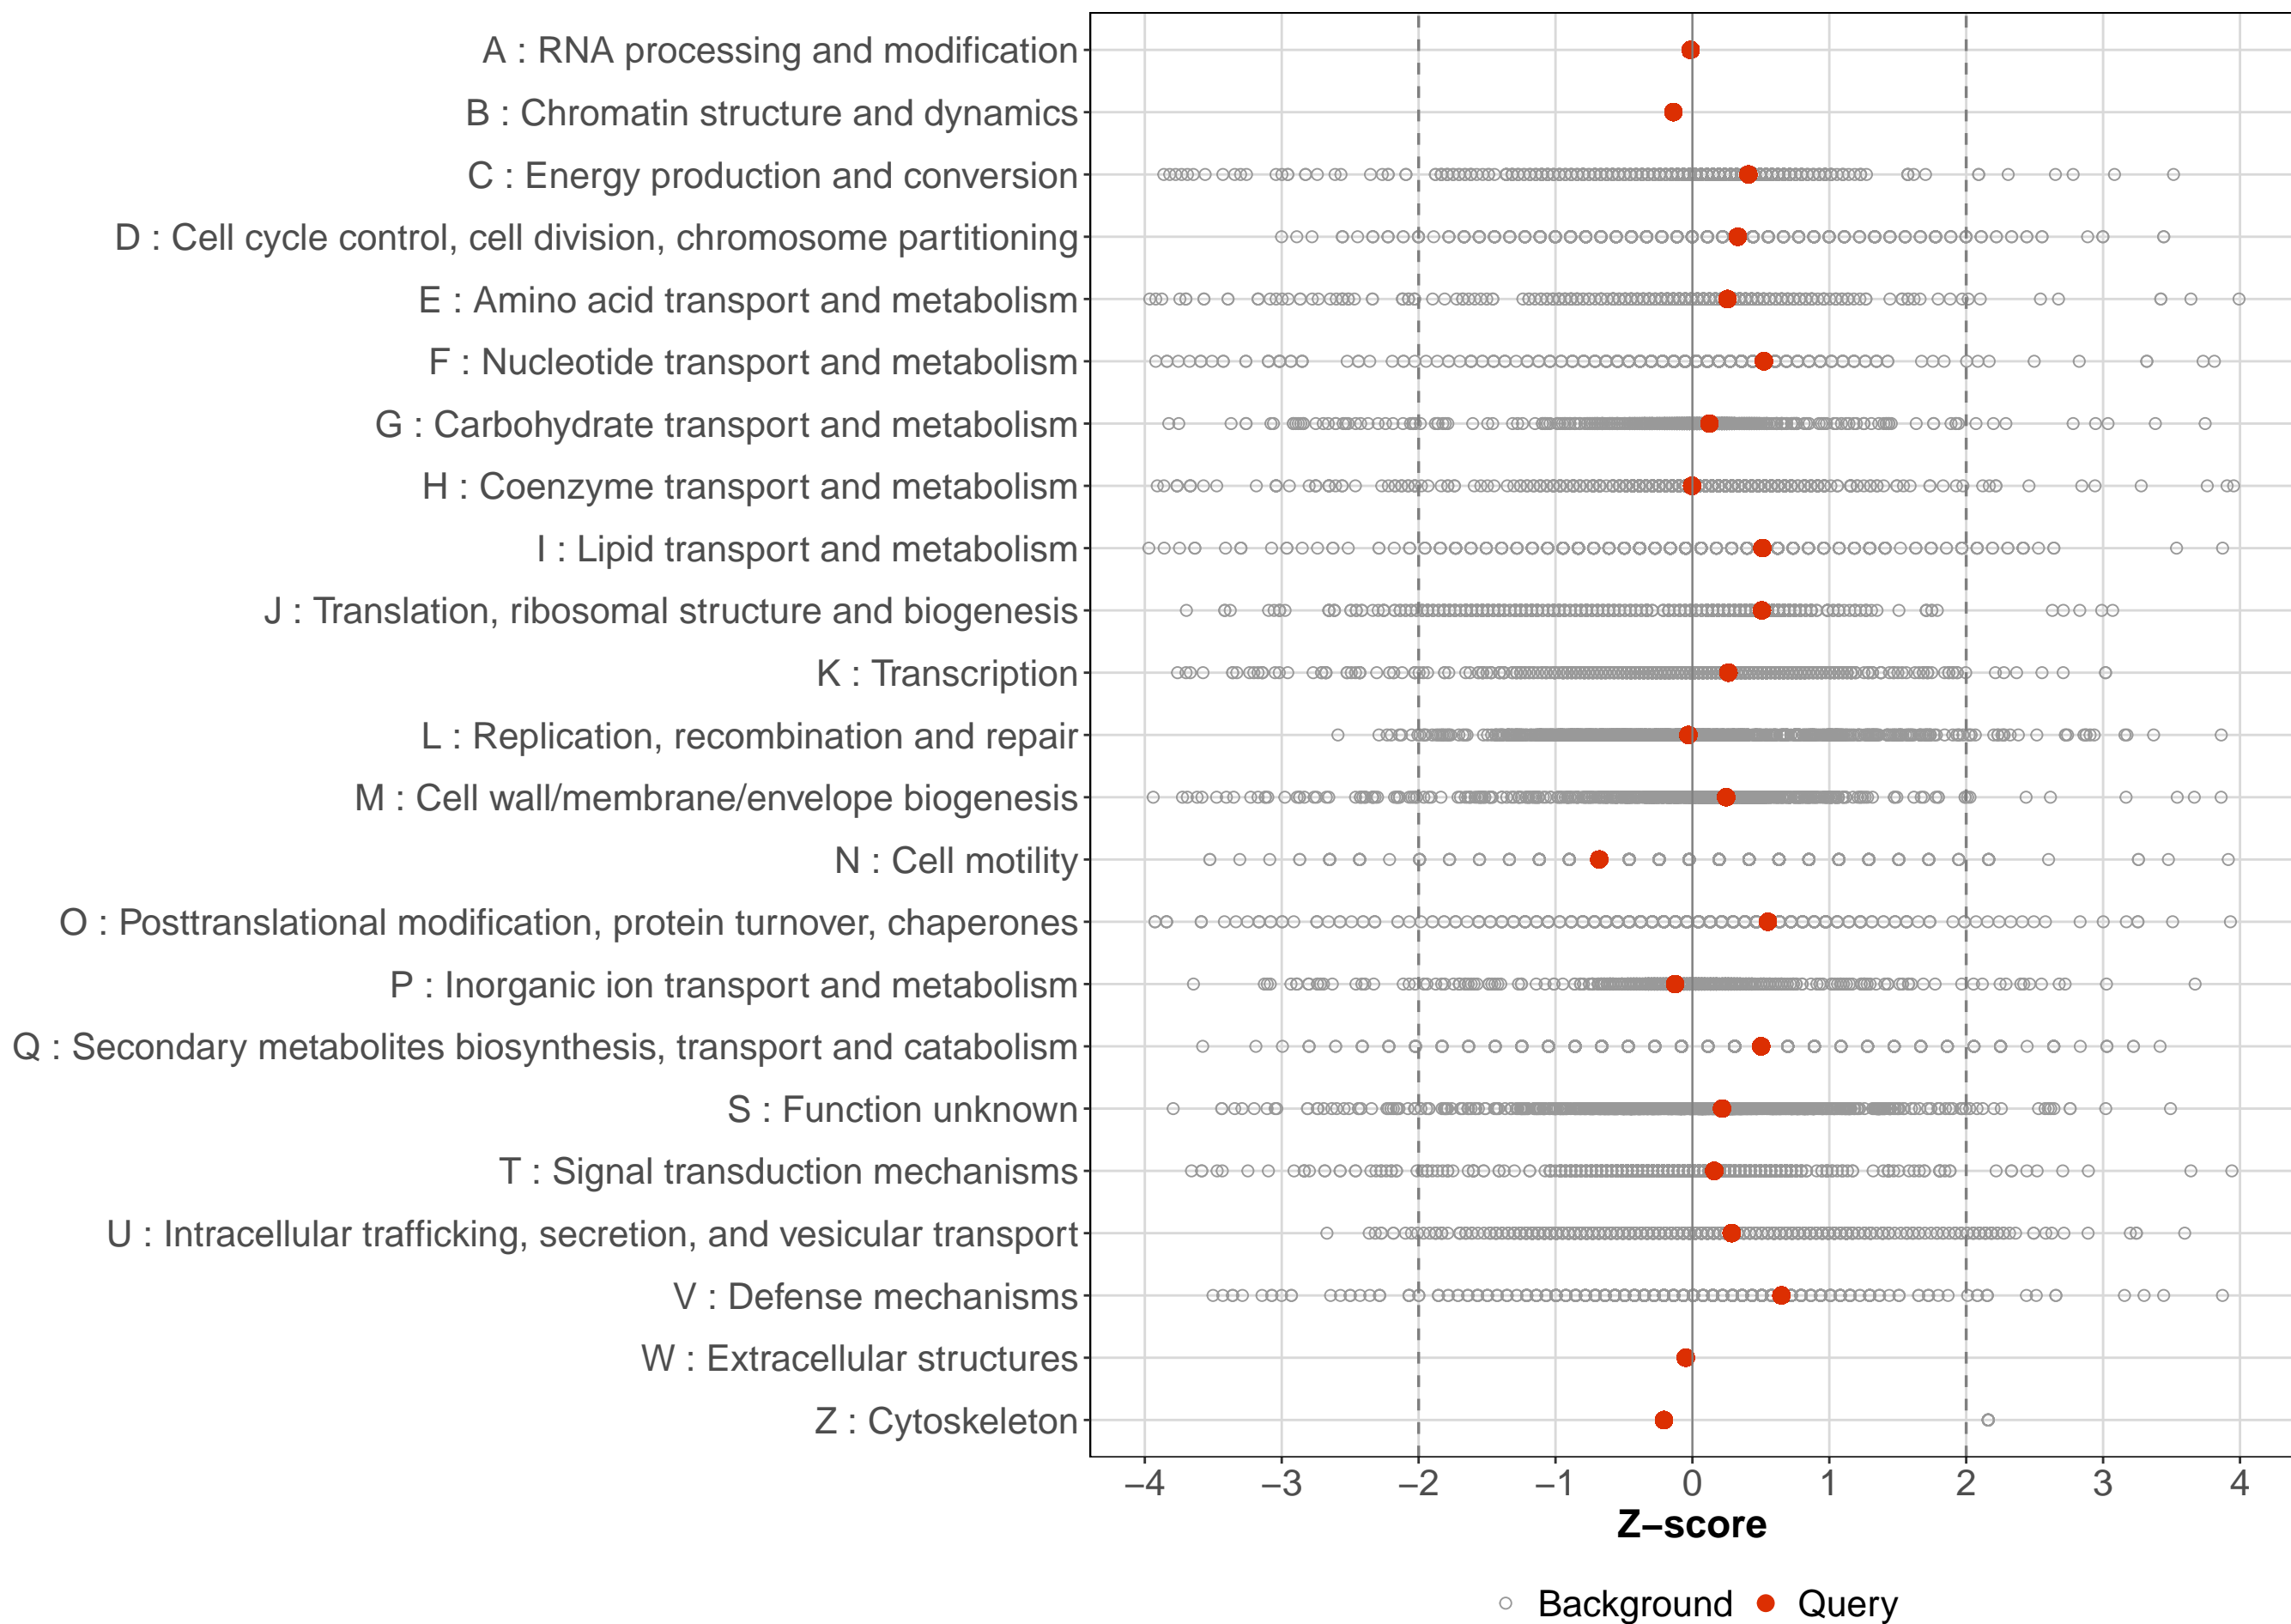 A : RNA processing and modification
B : Chromatin structure and dynamics
C : Energy production and conversion
D : Cell cycle control, cell division, chromosome partitioning
E : Amino acid transport and metabolism
F : Nucleotide transport and metabolism
G : Carbohydrate transport and metabolism
H : Coenzyme transport and metabolism
I : Lipid transport and metabolism
J : Translation, ribosomal structure and biogenesis
K : Transcription
L : Replication, recombination and repair
M : Cell wall/membrane/envelope biogenesis
N : Cell motility
O : Posttranslational modification, protein turnover, chaperones
P : Inorganic ion transport and metabolism
Q : Secondary metabolites biosynthesis, transport and catabolism
S : Function unknown
T : Signal transduction mechanisms
U : Intracellular trafficking, secretion, and vesicular transport
V : Defense mechanisms
W : Extracellular structures
Z : Cytoskeleton
−4 −3 −2 −1 0 1 2 3 4
Z−score
Background Query